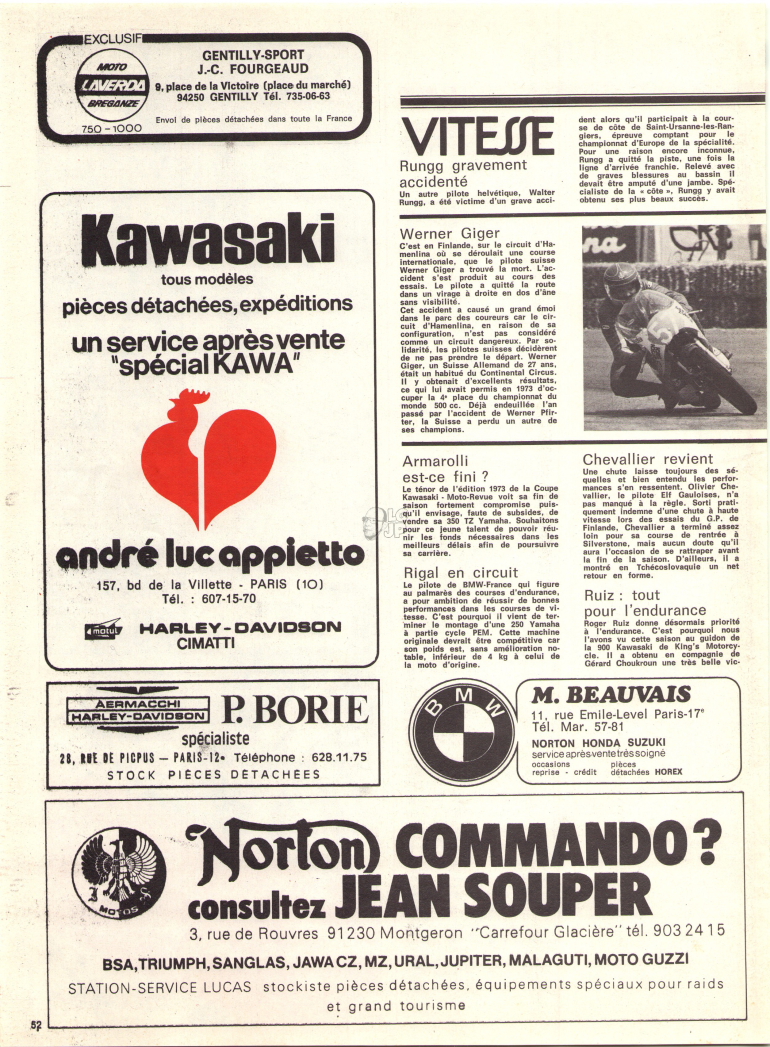 EXCLUSIF
MOTO
LAVERDA
BREGANZE
750 - 1000
GENTILLY-SPORT
J.-C. FOURGEAUD
9, place de la Victoire (place du marché)
94250 GENTILLY Tél. 735-06-63
Envoi de pièces détachées dans toute la France
Kawasaki
tous modèles
pièces détachées, expéditions
un service après vente
"spécial KAWA"
andré luc appietto
157, bd de la Villette - PARIS (10)
Tél. : 607-15-70
motul
HARLEY-DAVIDSON
CIMATTI
AERMACCHI
HARLEY-DAVIDSON
P. BORIE
spécialiste
28, RUE DE PICPUS — PARIS-12e Téléphone : 628.11.75
STOCK PIÈCES DÉTACHÉES
VITESSE
Rungg gravement
accidenté
Un autre pilote helvétique, Walter
Rungg, a été victime d'un grave acci-
dent alors qu'il participait à la cour-
se de côte de Saint-Ursanne-les-Ran-
giers, épreuve comptant pour le
championnat d'Europe de la spécialité.
Pour une raison encore inconnue,
Rungg a quitté la piste, une fois la
ligne d'arrivée franchie. Relevé avec
de graves blessures au bassin il
devait être amputé d'une jambe. Spé-
cialiste de la « côte », Rungg y avait
obtenu ses plus beaux succès.
Werner Giger
C'est en Finlande, sur le circuit d'Ha-
menlina où se déroulait une course
internationale, que le pilote suisse
Werner Giger a trouvé la mort. L'ac-
cident s'est produit au cours des
essais. Le pilote a quitté la route
dans un virage à droite en dos d'âne
sans visibilité.
Cet accident a causé un grand émoi
dans le parc des coureurs car le cir-
cuit d'Hamenlina, en raison de sa
configuration, n'est pas considéré
comme un circuit dangereux. Par so-
lidarité, les pilotes suisses décidèrent
de ne pas prendre le départ. Werner
Giger, un Suisse Allemand de 27 ans,
était un habitué du Continental Circus.
Il y obtenait d'excellents résultats,
ce qui lui avait permis en 1973 d'oc-
cuper la 4e place du championnat du
monde 500 cc. Déjà endeuillée l'an
passé par l'accident de Werner Pfir-
ter, la Suisse a perdu un autre de
ses champions.
Armarolli
est-ce fini ?
Le ténor de l'édition 1973 de la Coupe
Kawasaki - Moto-Revue voit sa fin de
saison fortement compromise puis-
qu'il envisage, faute de subsides, de
vendre sa 350 TZ Yamaha. Souhaitons
pour ce jeune talent de pouvoir réu-
nir les fonds nécessaires dans les
meilleurs délais afin de poursuivre
sa carrière.
Rigal en circuit
Le pilote de BMW-France qui figure
au palmarès des courses d'endurance,
a pour ambition de réussir de bonnes
performances dans les courses de vi-
tesse. C'est pourquoi il vient de ter-
miner le montage d'une 250 Yamaha
à partie cycle PEM. Cette machine
originale devrait être compétitive car
son poids est, sans amélioration no-
table, inférieur de 4 kg à celui de
la moto d'origine.
Chevallier revient
Une chute laisse toujours des sé-
quelles et bien entendu les perfor-
mances s'en ressentent. Olivier Che-
vallier, le pilote Elf Gauloises, n'a
pas manqué à la règle. Sorti prati-
quement indemne d'une chute à haute
vitesse lors des essais du G.P. de
Finlande, Chevallier a terminé assez
loin pour sa course de rentrée à
Silverstone, mais aucun doute qu'il
aura l'occasion de se rattraper avant
la fin de la saison. D'ailleurs, il a
montré en Tchécoslovaquie un net
retour en forme.
Ruiz : tout
pour l'endurance
Roger Ruiz donne désormais priorité
à l'endurance. C'est pourquoi nous
l'avons vu cette saison au guidon de
la 900 Kawasaki de King's Motorcy-
cle. Il a obtenu en compagnie de
Gérard Choukroun une très belle vic-
BMW
M. BEAUVAIS
11, rue Emile-Level Paris-17e
Tél. Mar. 57-81
NORTON HONDA SUZUKI
service après vente très soigné
occasions pièces
reprise - crédit détachées HOREX
J S
MOTOS
Norton COMMANDO?
consultez JEAN SOUPER
3, rue de Rouvres 91230 Montgeron "Carrefour Glacière" tél. 903 24 15
BSA, TRIUMPH, SANGLAS, JAWA CZ, MZ, URAL, JUPITER, MALAGUTI, MOTO GUZZI
STATION-SERVICE LUCAS stockiste pièces détachées, équipements spéciaux pour raids
et grand tourisme
52